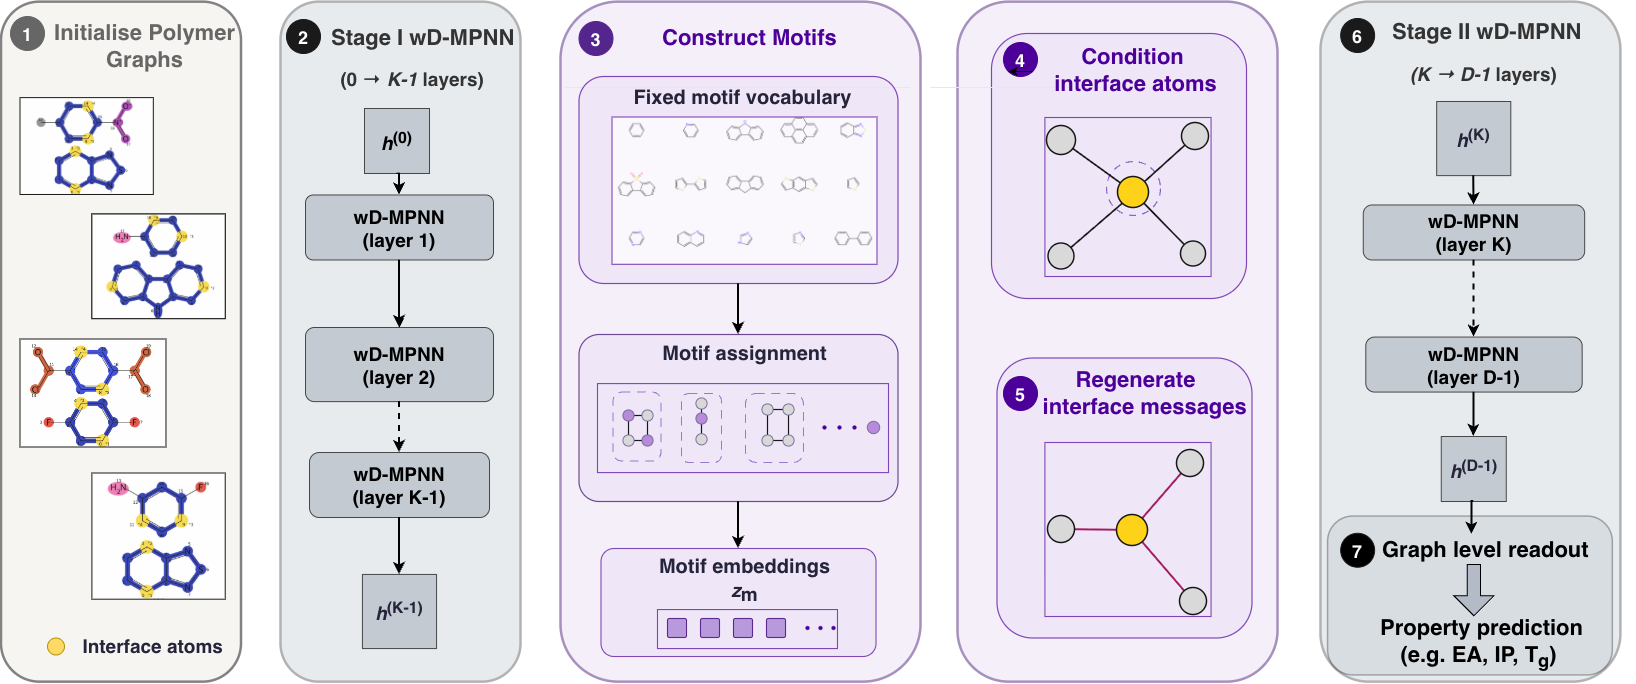 1 Initialise Polymer
Graphs
H₂N
F
F
H₂N
F
Interface atoms
2 Stage I wD-MPNN
(0 → K-1 layers)
h(0)
wD-MPNN
(layer 1)
wD-MPNN
(layer 2)
wD-MPNN
(layer K-1)
h(K-1)
3 Construct Motifs
Fixed motif vocabulary
Motif assignment
Motif embeddings
zm
4 Condition
interface atoms
5 Regenerate
interface messages
6 Stage II wD-MPNN
(K → D-1 layers)
h(K)
wD-MPNN
(layer K)
wD-MPNN
(layer D-1)
h(D-1)
7 Graph level readout
Property prediction
(e.g. EA, IP, Tg)